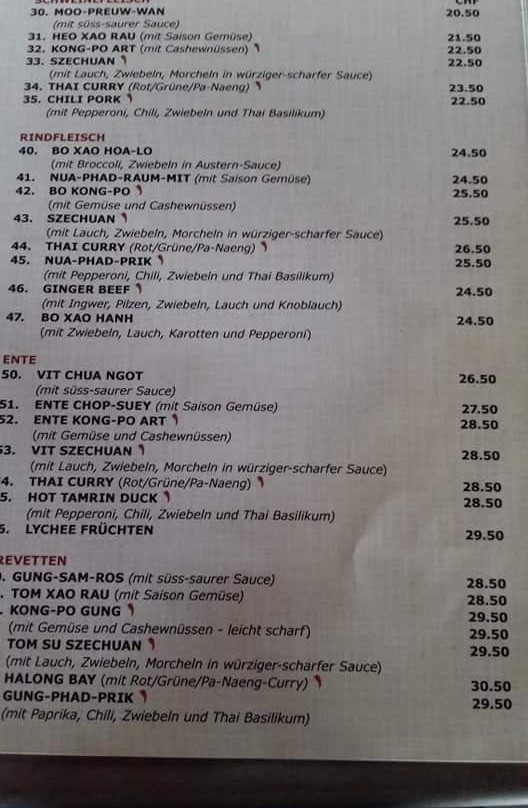 SCHWEINEFLEISCH CHF
30. MOO-PREUW-WAN 20.50
(mit süss-saurer Sauce)
31. HEO XAO RAU (mit Saison Gemüse) 21.50
32. KONG-PO ART (mit Cashewnüssen) 22.50
33. SZECHUAN 22.50
(mit Lauch, Zwiebeln, Morcheln in würziger-scharfer Sauce)
34. THAI CURRY (Rot/Grüne/Pa-Naeng) 23.50
35. CHILI PORK 22.50
(mit Pepperoni, Chili, Zwiebeln und Thai Basilikum)
RINDFLEISCH
40. BO XAO HOA-LO 24.50
(mit Broccoli, Zwiebeln in Austern-Sauce)
41. NUA-PHAD-RAUM-MIT (mit Saison Gemüse) 24.50
42. BO KONG-PO 25.50
(mit Gemüse und Cashewnüssen)
43. SZECHUAN 25.50
(mit Lauch, Zwiebeln, Morcheln in würziger-scharfer Sauce)
44. THAI CURRY (Rot/Grüne/Pa-Naeng) 26.50
45. NUA-PHAD-PRIK 25.50
(mit Pepperoni, Chili, Zwiebeln und Thai Basilikum)
46. GINGER BEEF 24.50
(mit Ingwer, Pilzen, Zwiebeln, Lauch und Knoblauch)
47. BO XAO HANH 24.50
(mit Zwiebeln, Lauch, Karotten und Pepperoni)
ENTE
50. VIT CHUA NGOT 26.50
(mit süss-saurer Sauce)
51. ENTE CHOP-SUEY (mit Saison Gemüse) 27.50
52. ENTE KONG-PO ART 28.50
(mit Gemüse und Cashewnüssen)
53. VIT SZECHUAN 28.50
(mit Lauch, Zwiebeln, Morcheln in würziger-scharfer Sauce)
4. THAI CURRY (Rot/Grüne/Pa-Naeng) 28.50
5. HOT TAMRIN DUCK 28.50
(mit Pepperoni, Chili, Zwiebeln und Thai Basilikum)
6. LYCHEE FRÜCHTEN 29.50
REVETTEN
. GUNG-SAM-ROS (mit süss-saurer Sauce) 28.50
. TOM XAO RAU (mit Saison Gemüse) 28.50
. KONG-PO GUNG 29.50
(mit Gemüse und Cashewnüssen - leicht scharf) 29.50
TOM SU SZECHUAN 29.50
(mit Lauch, Zwiebeln, Morcheln in würziger-scharfer Sauce)
HALONG BAY (mit Rot/Grüne/Pa-Naeng-Curry) 30.50
GUNG-PHAD-PRIK 29.50
(mit Paprika, Chili, Zwiebeln und Thai Basilikum)